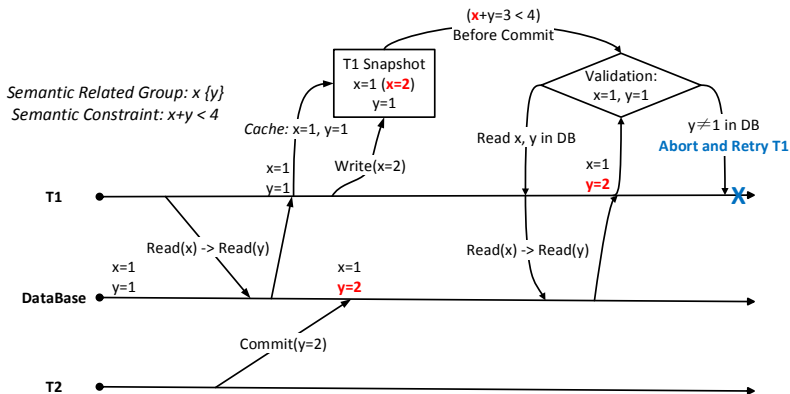 (x+y=3 < 4)
Before Commit
T1 Snapshot
x=1 (x=2)
y=1
Validation:
x=1, y=1
Semantic Related Group: x {y}
Semantic Constraint: x+y < 4
Cache: x=1, y=1
Read x, y in DB
y≠1 in DB
Abort and Retry T1
Write(x=2)
x=1
y=1
x=1
y=2
T1
X
Read(x) -> Read(y)
Read(x) -> Read(y)
x=1
y=1
x=1
y=2
DataBase
Commit(y=2)
T2